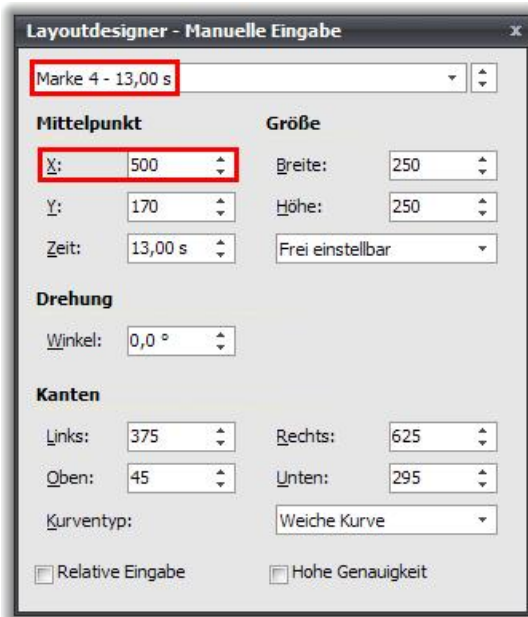 Layoutdesigner - Manuelle Eingabe x
Marke 4 - 13,00 s
Mittelpunkt Größe
X: 500 Breite: 250
Y: 170 Höhe: 250
Zeit: 13,00 s Frei einstellbar
Drehung
Winkel: 0,0 °
Kanten
Links: 375 Rechts: 625
Oben: 45 Unten: 295
Kurventyp: Weiche Kurve
Relative Eingabe Hohe Genauigkeit